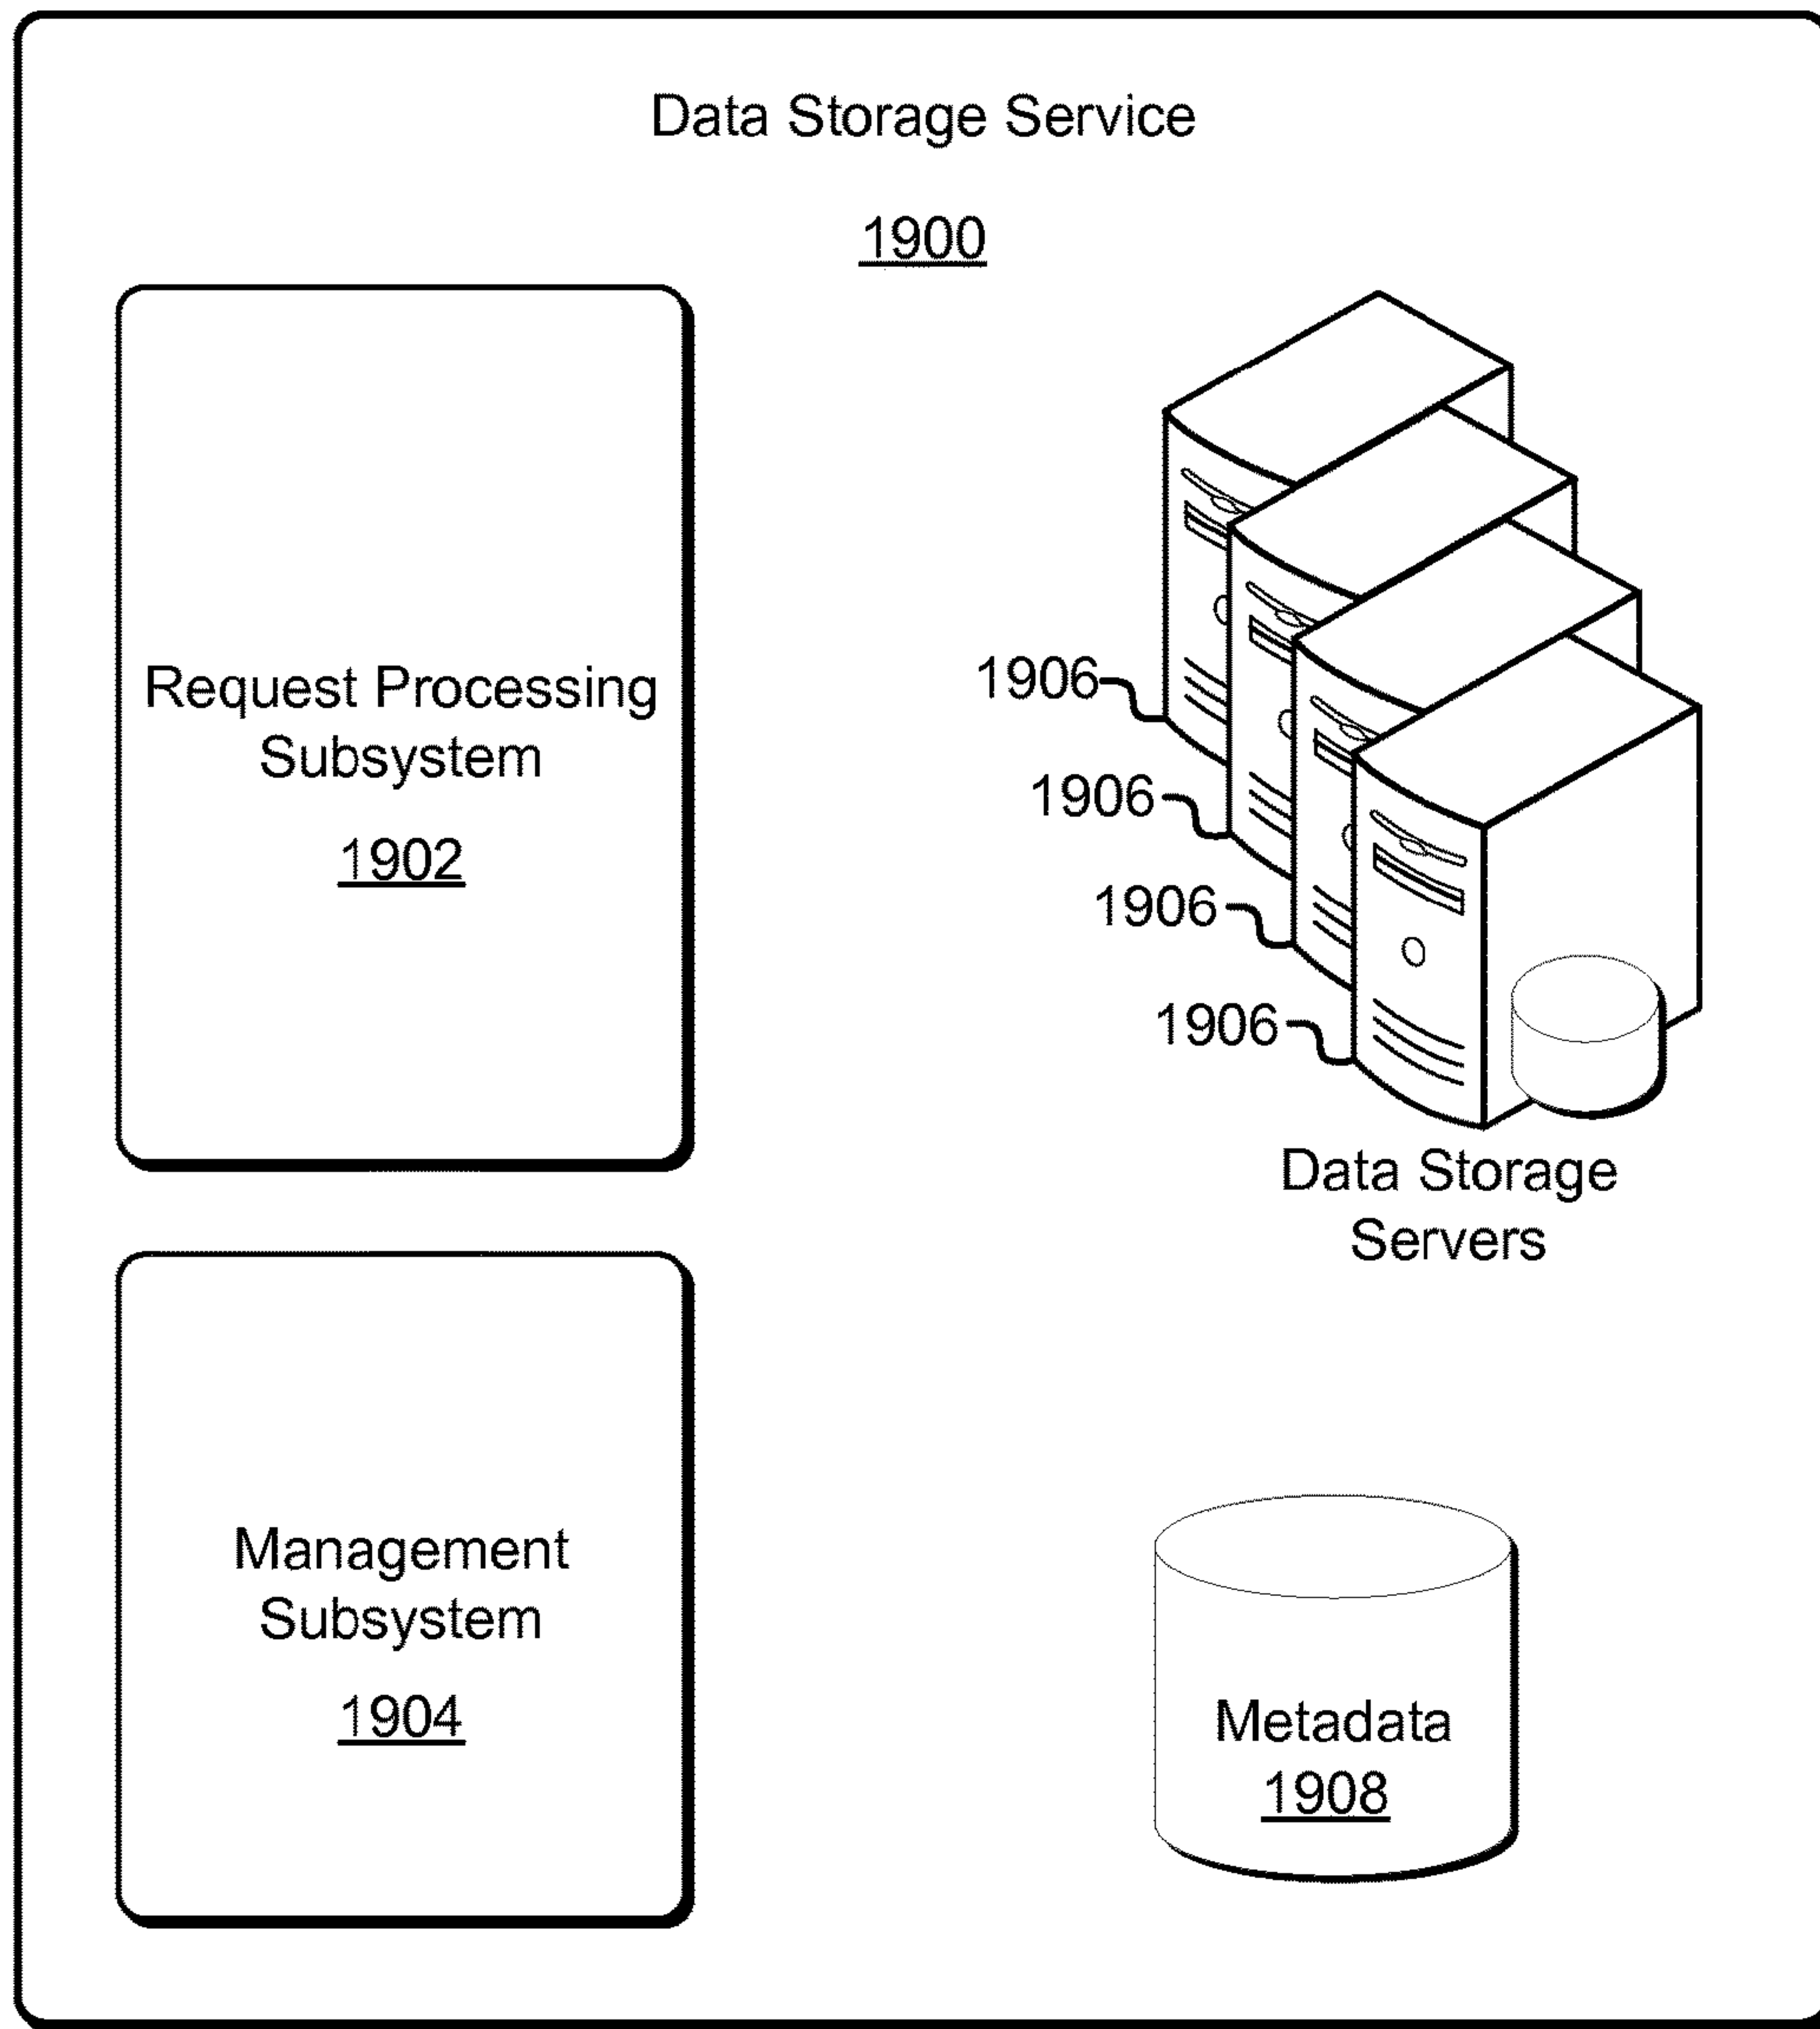 Data Storage Service
1900
Request Processing
Subsystem
1902
1906
1906
1906
1906
Data Storage
Servers
Management
Subsystem
1904
Metadata
1908